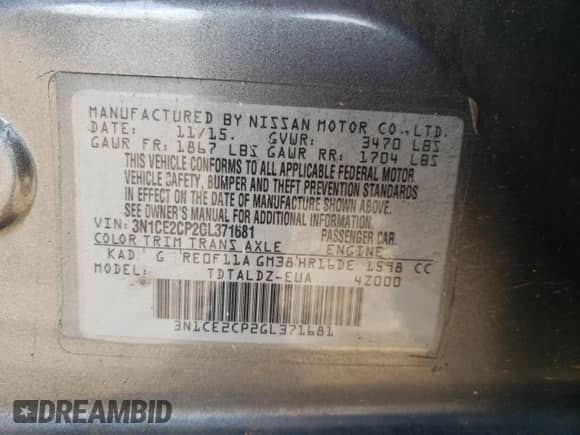 MANUFACTURED BY NISSAN MOTOR CO.,LTD.
DATE: 11/15. GVWR: 3470 LBS
GAWR FR: 1867 LBS GAWR RR: 1704 LBS
THIS VEHICLE CONFORMS TO ALL APPLICABLE FEDERAL MOTOR
VEHICLE SAFETY, BUMPER AND THEFT PREVENTION STANDARDS
IN EFFECT ON THE DATE OF MANUFACTURE SHOWN ABOVE.
SEE OWNER'S MANUAL FOR ADDITIONAL INFORMATION.
VIN: 3N1CE2CP2GL371681 PASSENGER CAR.
COLOR TRIM TRANS AXLE ENGINE
KAD G RE0F11A GM38 HR16DE 1598 CC
MODEL: TDTALDZ-EUA 4Z000
3N1CE2CP2GL371681
DREAMBID